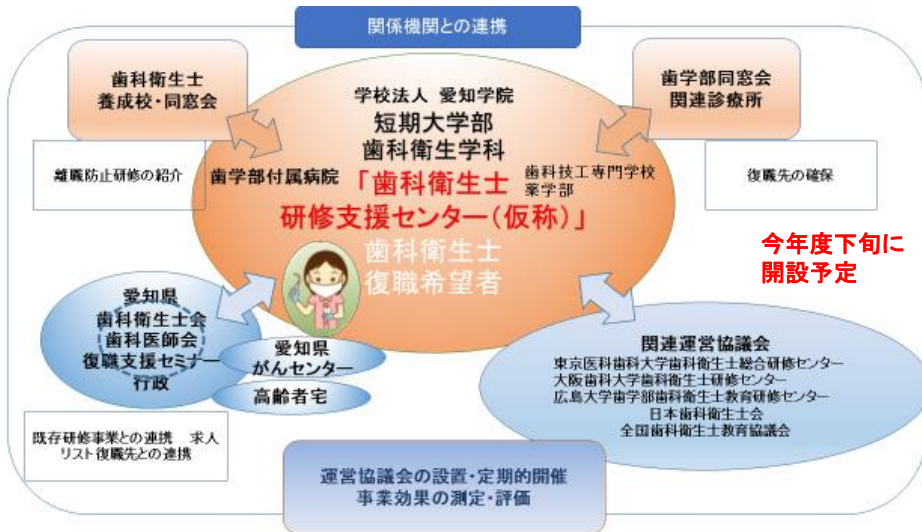 関係機関との連携
歯科衛生士
養成校・同窓会
離職防止研修の紹介
学校法人 愛知学院
短期大学部
歯科衛生学科
歯学部付属病院
「歯科衛生士
研修支援センター(仮称)」
歯科技工専門学校
薬学部
歯科衛生士
復職希望者
歯学部同窓会
関連診療所
復職先の確保
今年度下旬に
開設予定
愛知県
歯科衛生士会
歯科医師会
復職支援セミナー
行政
愛知県
がんセンター
高齢者宅
既存研修事業との連携 求人
リスト復職先との連携
関連運営協議会
東京医科歯科大学歯科衛生士総合研修センター
大阪歯科大学歯科衛生士研修センター
広島大学歯学部歯科衛生士教育研修センター
日本歯科衛生士会
全国歯科衛生士教育協議会
運営協議会の設置・定期的開催
事業効果の測定・評価